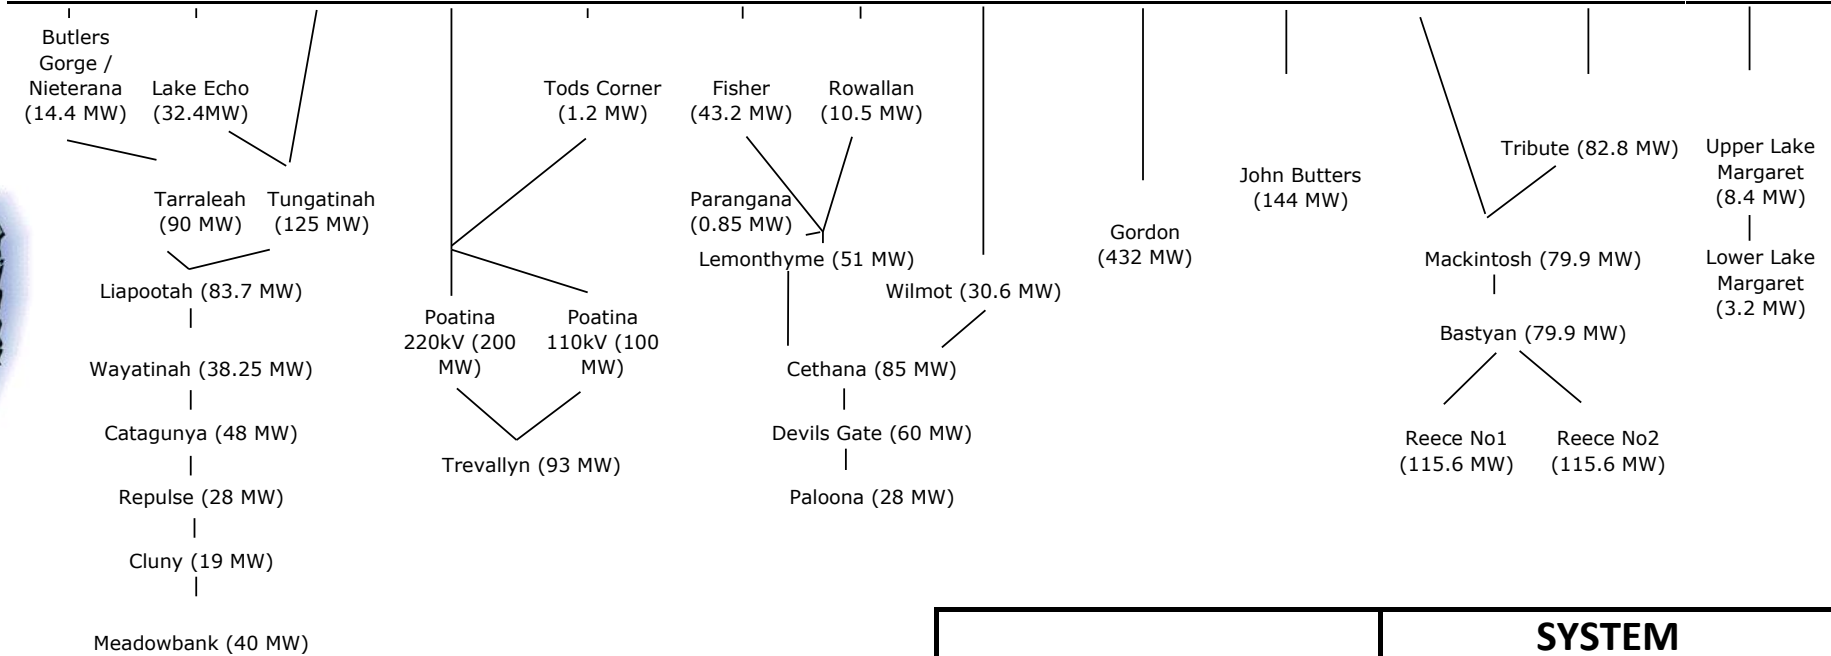 Butlers
Gorge /
Nieterana
(14.4 MW)
Lake Echo
(32.4MW)
Tods Corner
(1.2 MW)
Fisher
(43.2 MW)
Rowallan
(10.5 MW)
Tarraleah
(90 MW)
Tungatinah
(125 MW)
Liapootah (83.7 MW)
Wayatinah (38.25 MW)
Catagunya (48 MW)
Repulse (28 MW)
Cluny (19 MW)
Meadowbank (40 MW)
Poatina
220kV (200
MW)
Poatina
110kV (100
MW)
Trevallyn (93 MW)
Parangana
(0.85 MW)
Lemonthyme (51 MW)
Wilmot (30.6 MW)
Cethana (85 MW)
Devils Gate (60 MW)
Paloona (28 MW)
Gordon
(432 MW)
John Butters
(144 MW)
Tribute (82.8 MW)
Mackintosh (79.9 MW)
Bastyan (79.9 MW)
Reece No1
(115.6 MW)
Reece No2
(115.6 MW)
Upper Lake
Margaret
(8.4 MW)
Lower Lake
Margaret
(3.2 MW)
SYSTEM